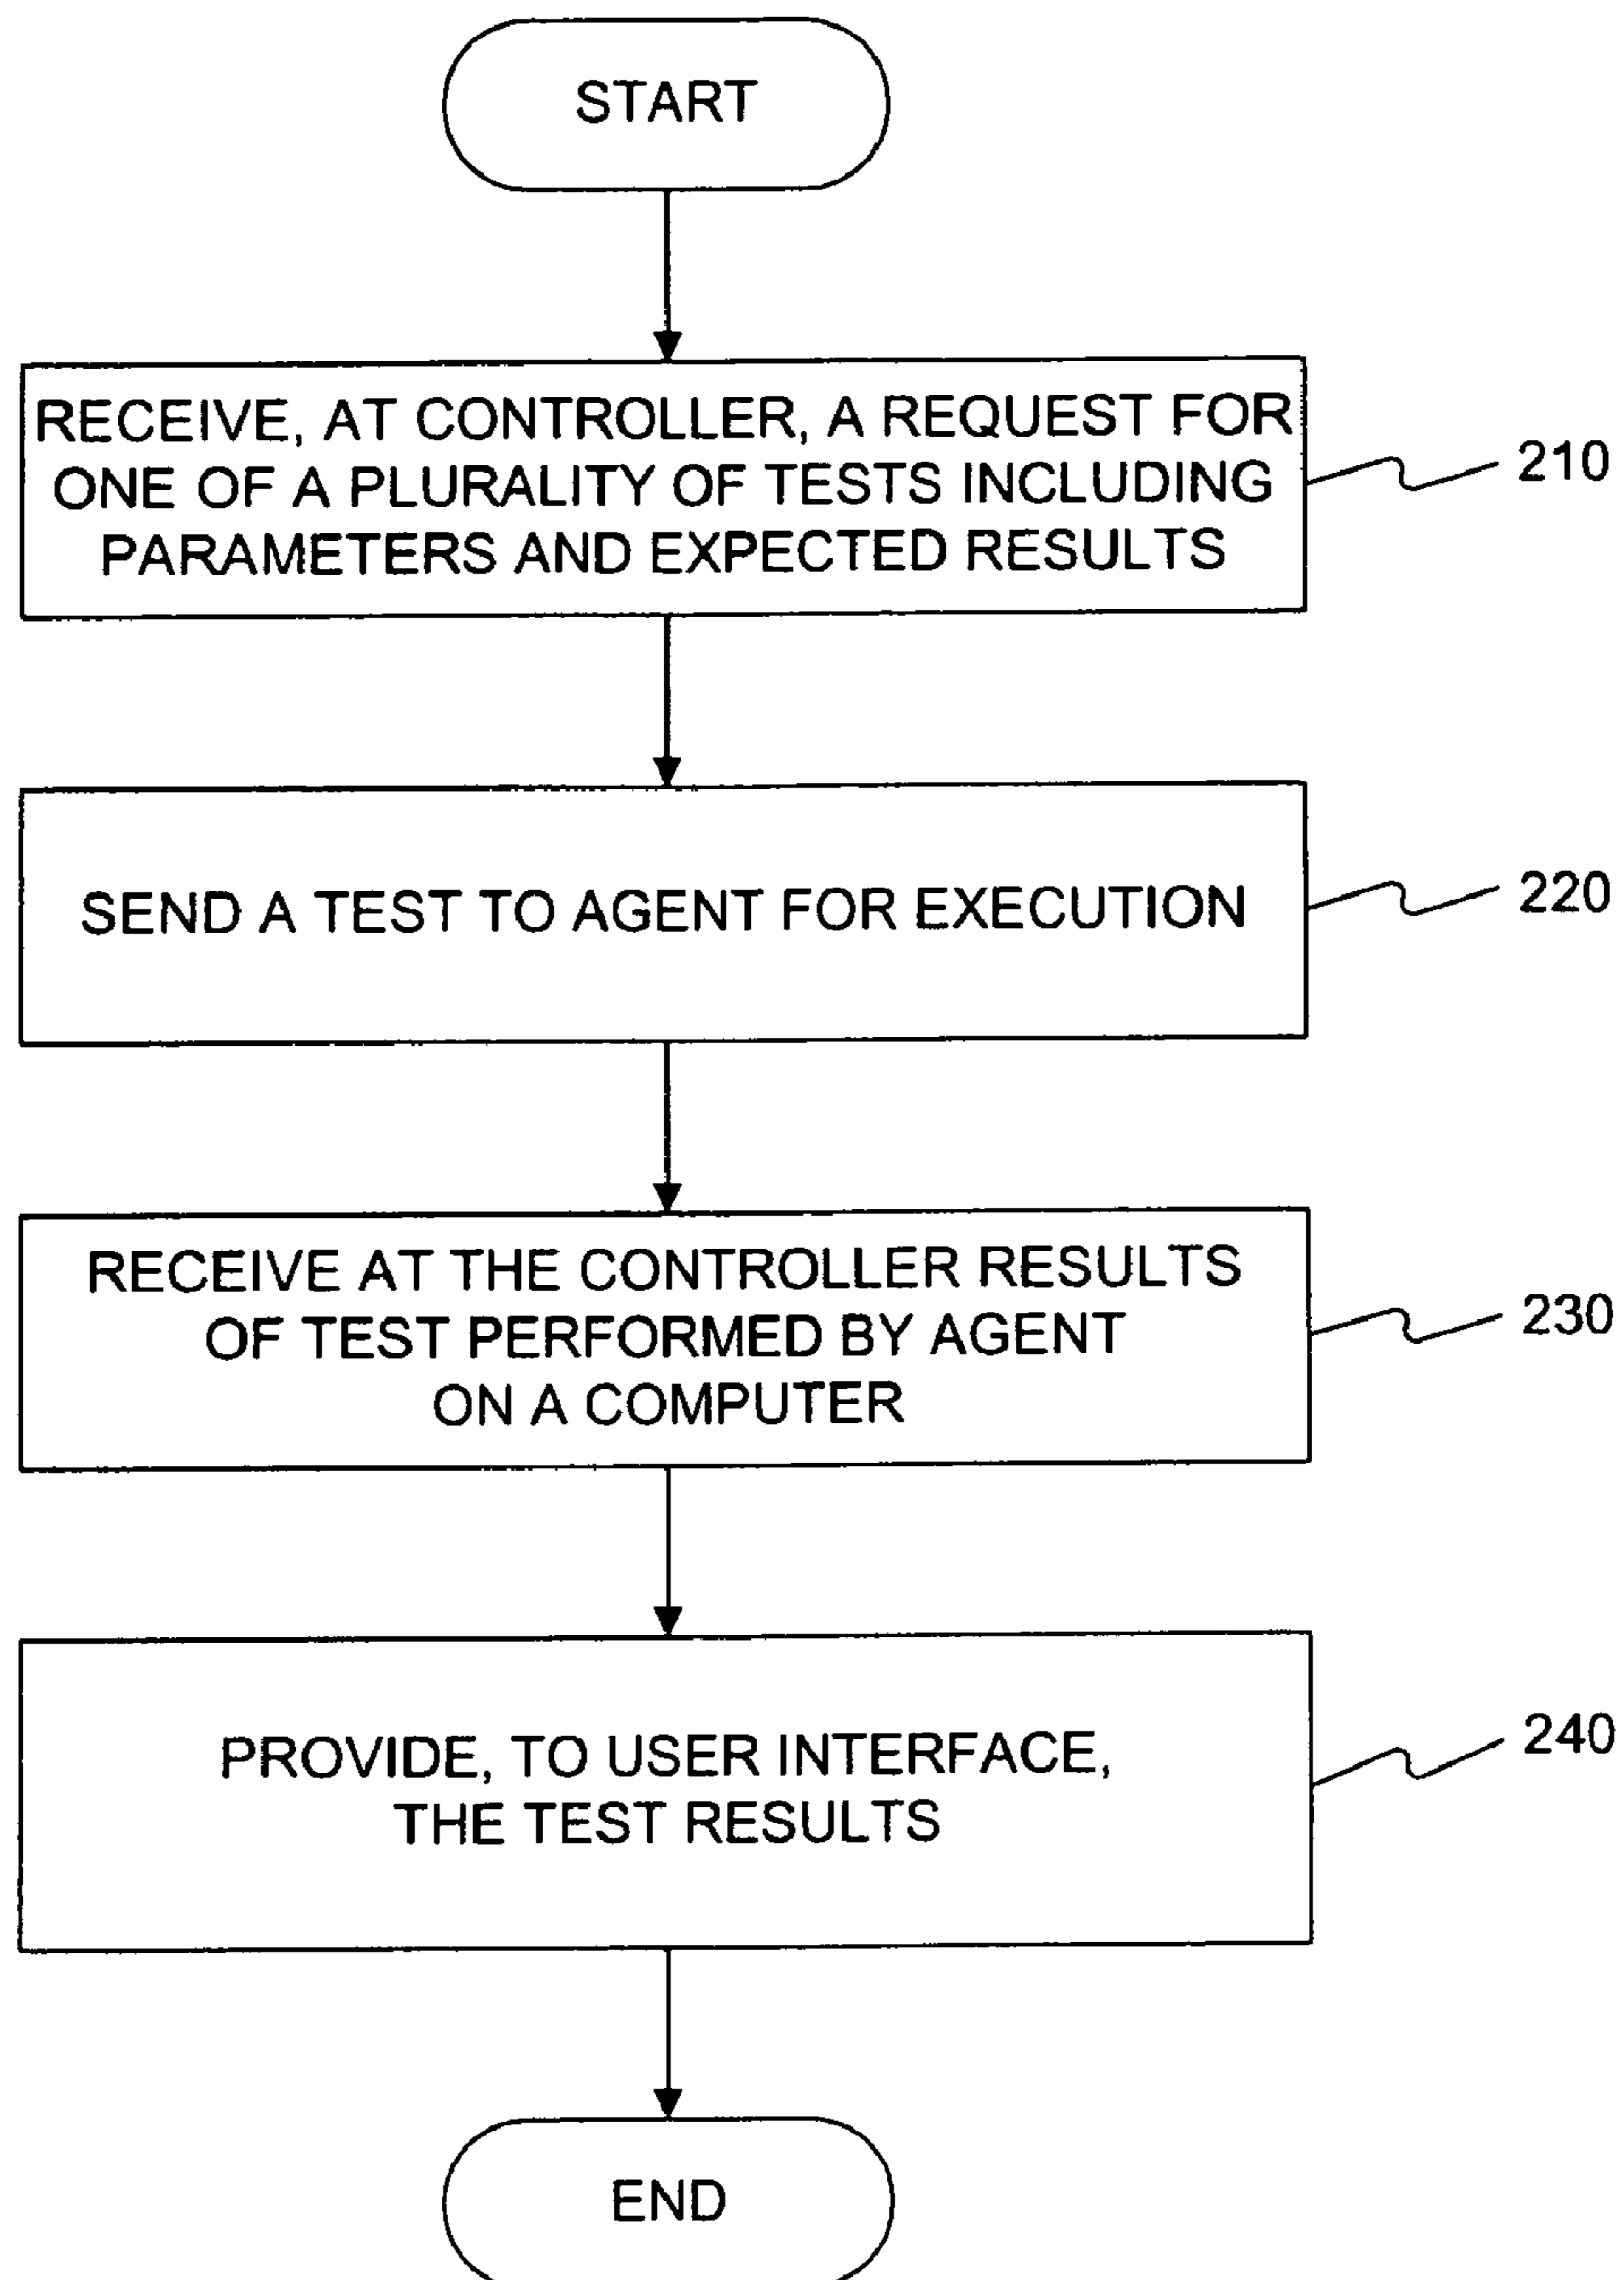 START
RECEIVE, AT CONTROLLER, A REQUEST FOR
ONE OF A PLURALITY OF TESTS INCLUDING
PARAMETERS AND EXPECTED RESULTS
210
SEND A TEST TO AGENT FOR EXECUTION
220
RECEIVE AT THE CONTROLLER RESULTS
OF TEST PERFORMED BY AGENT
ON A COMPUTER
230
PROVIDE, TO USER INTERFACE,
THE TEST RESULTS
240
END